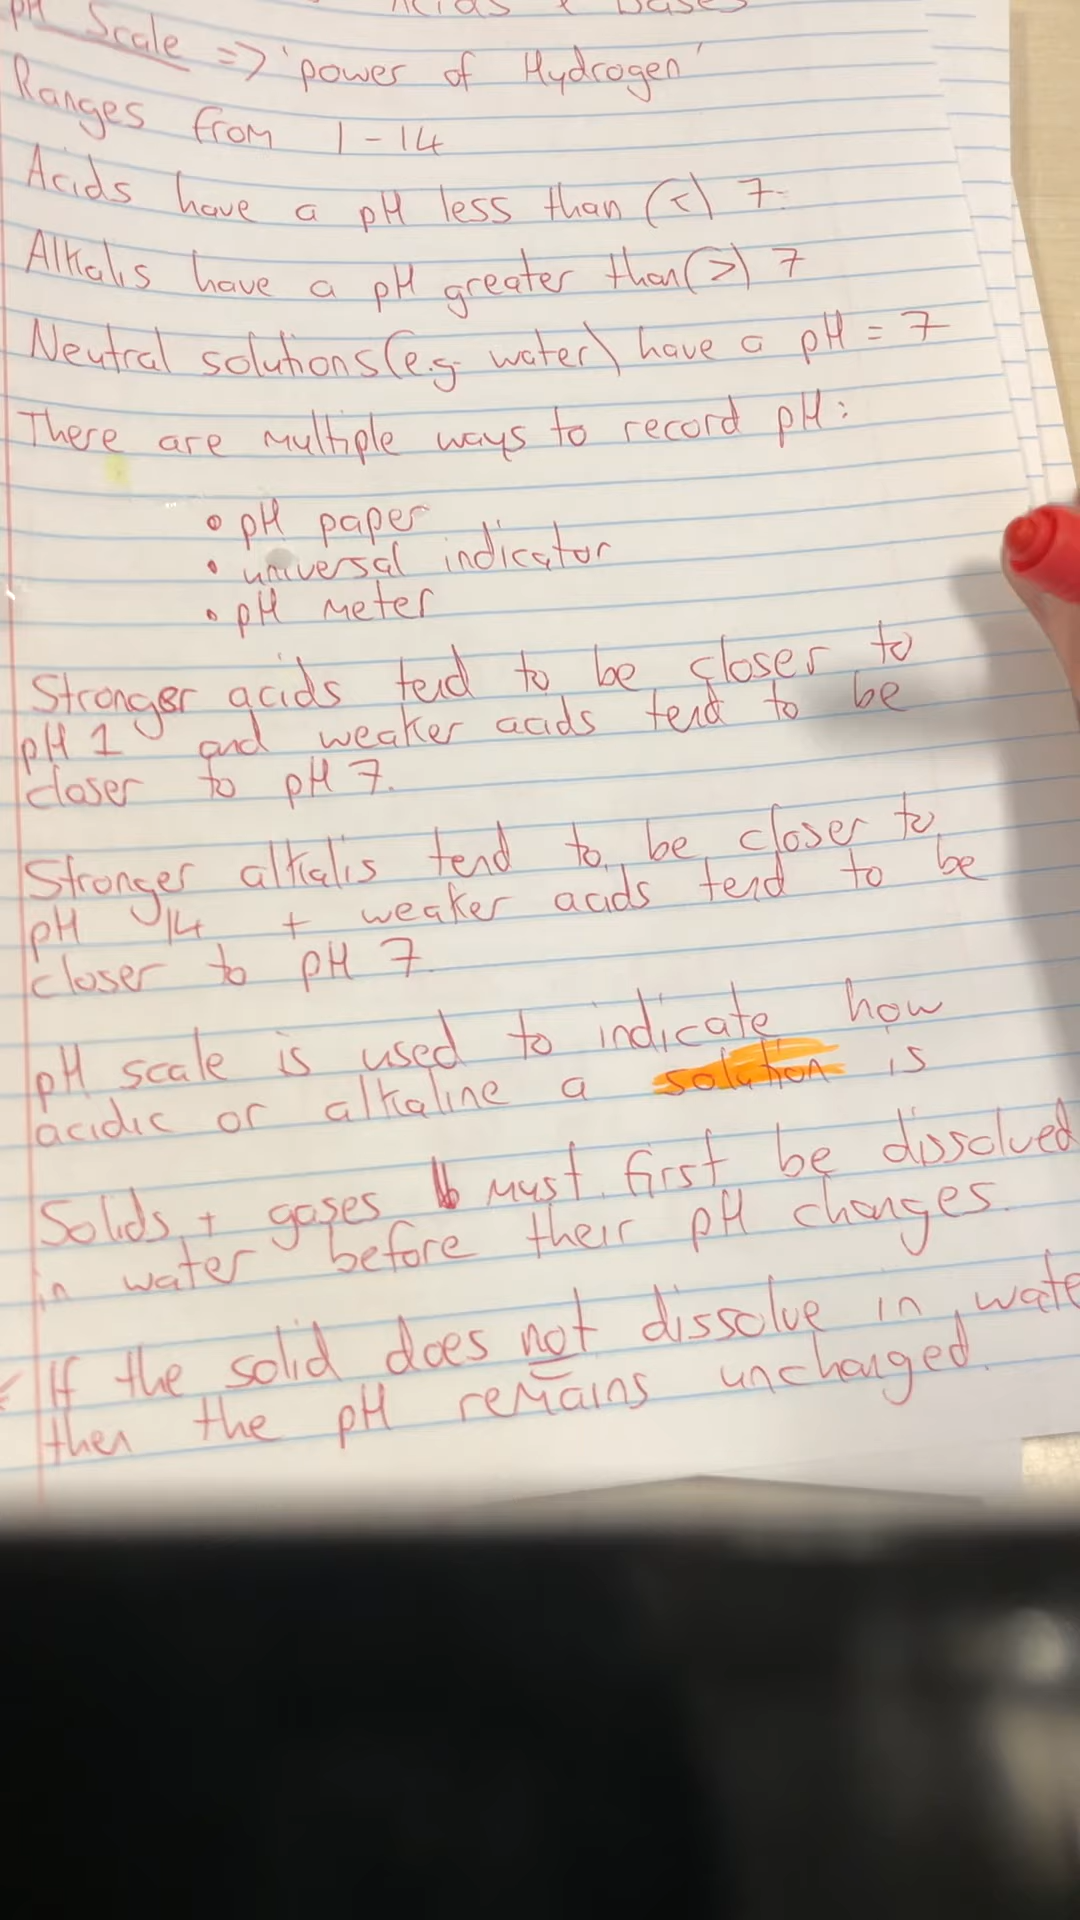 Acids & Bases
pH Scale => 'power of Hydrogen'
Ranges from 1-14
Acids have a pH less than (<) 7.
Alkalis have a pH greater than (>) 7
Neutral solutions (e.g. water) have a pH = 7
There are multiple ways to record pH:
• pH paper
• universal indicator
• pH meter
Stronger acids tend to be closer to
pH 1 and weaker acids tend to be
closer to pH 7.
Stronger alkalis tend to be closer to
pH 14 + weaker acids tend to be
closer to pH 7.
pH scale is used to indicate how
acidic or alkaline a solution is
Solids + gases must first be dissolved
in water before their pH changes.
If the solid does not dissolve in wate
then the pH remains unchanged.